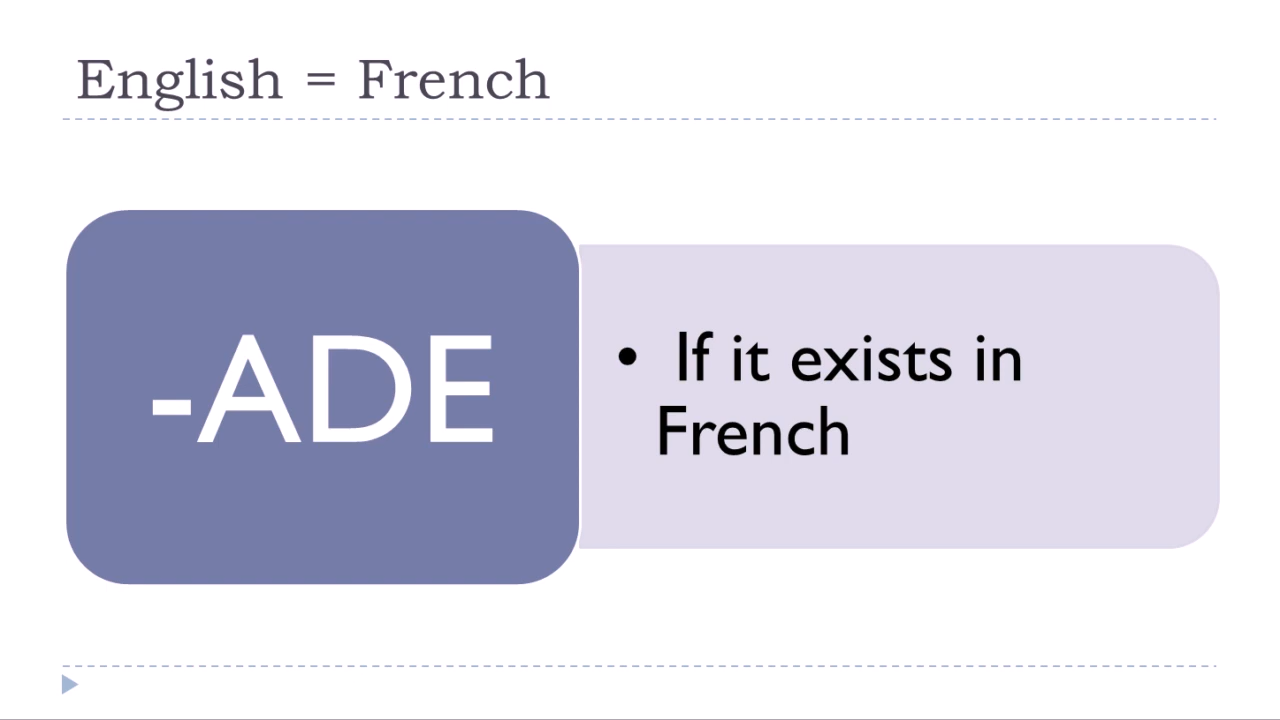 English = French
-ADE
• If it exists in
French